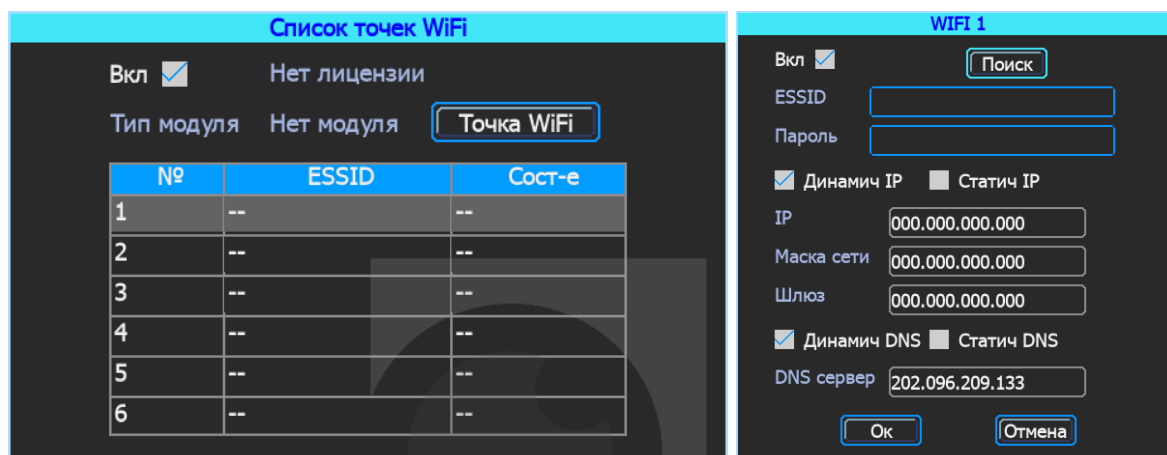 Список точек WiFi
Вкл Нет лицензии
Тип модуля Нет модуля Точка WiFi
№ ESSID Сост-е
1 -- --
2 -- --
3 -- --
4 -- --
5 -- --
6 -- --
WIFI 1
Вкл Поиск
ESSID
Пароль
Динамич IP Статич IP
IP 000.000.000.000
Маска сети 000.000.000.000
Шлюз 000.000.000.000
Динамич DNS Статич DNS
DNS сервер 202.096.209.133
Ок Отмена